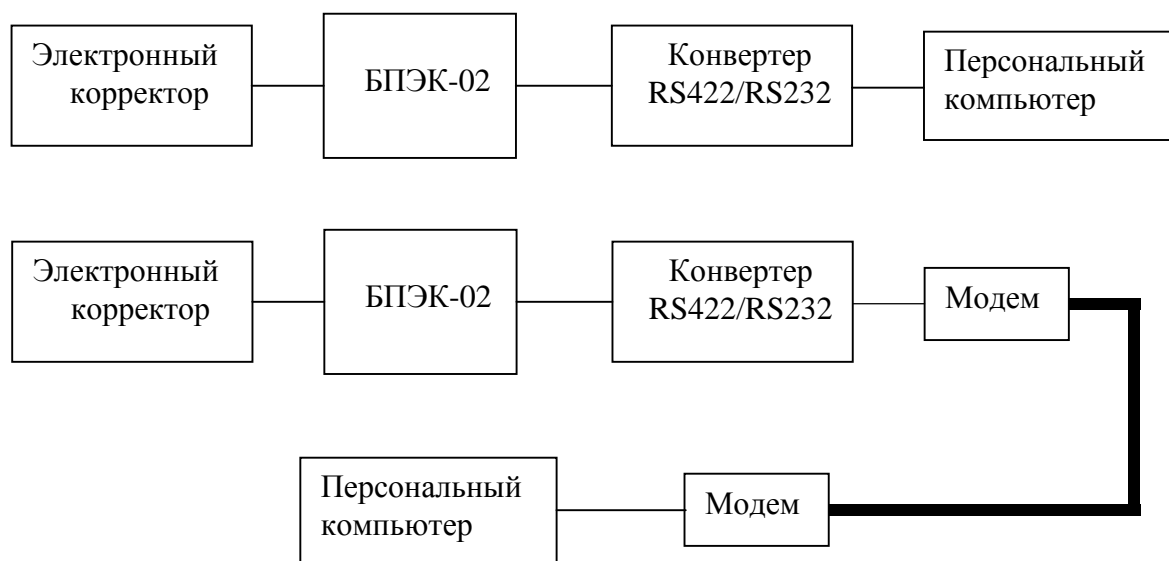 Электронный
корректор
БПЭК-02
Конвертер
RS422/RS232
Персональный
компьютер
Электронный
корректор
БПЭК-02
Конвертер
RS422/RS232
Модем
Персональный
компьютер
Модем